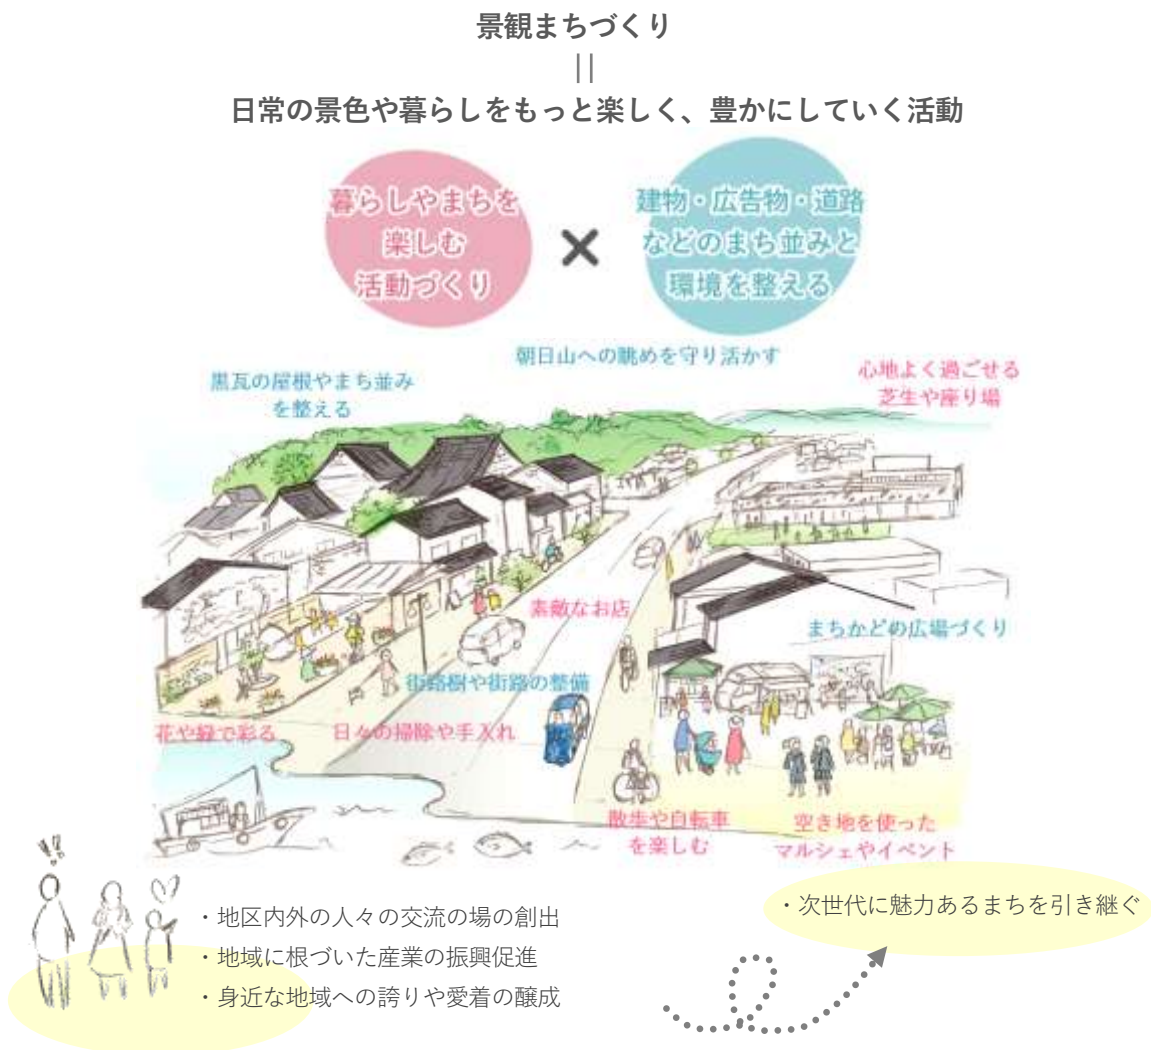 景観まちづくり
||
日常の景色や暮らしをもっと楽しく、豊かにしていく活動
暮らしやまちを
楽しむ
活動づくり
×
建物・広告物・道路
などのまち並みと
環境を整える
朝日山への眺めを守り活かす
黒瓦の屋根やまち並み
を整える
心地よく過ごせる
芝生や座り場
素敵なお店
まちかどの広場づくり
街路樹や街路の整備
花や緑で彩る
日々の掃除や手入れ
散歩や自転車
を楽しむ
空き地を使った
マルシェやイベント
・地区内外の人々の交流の場の創出
・地域に根づいた産業の振興促進
・身近な地域への誇りや愛着の醸成
・次世代に魅力あるまちを引き継ぐ